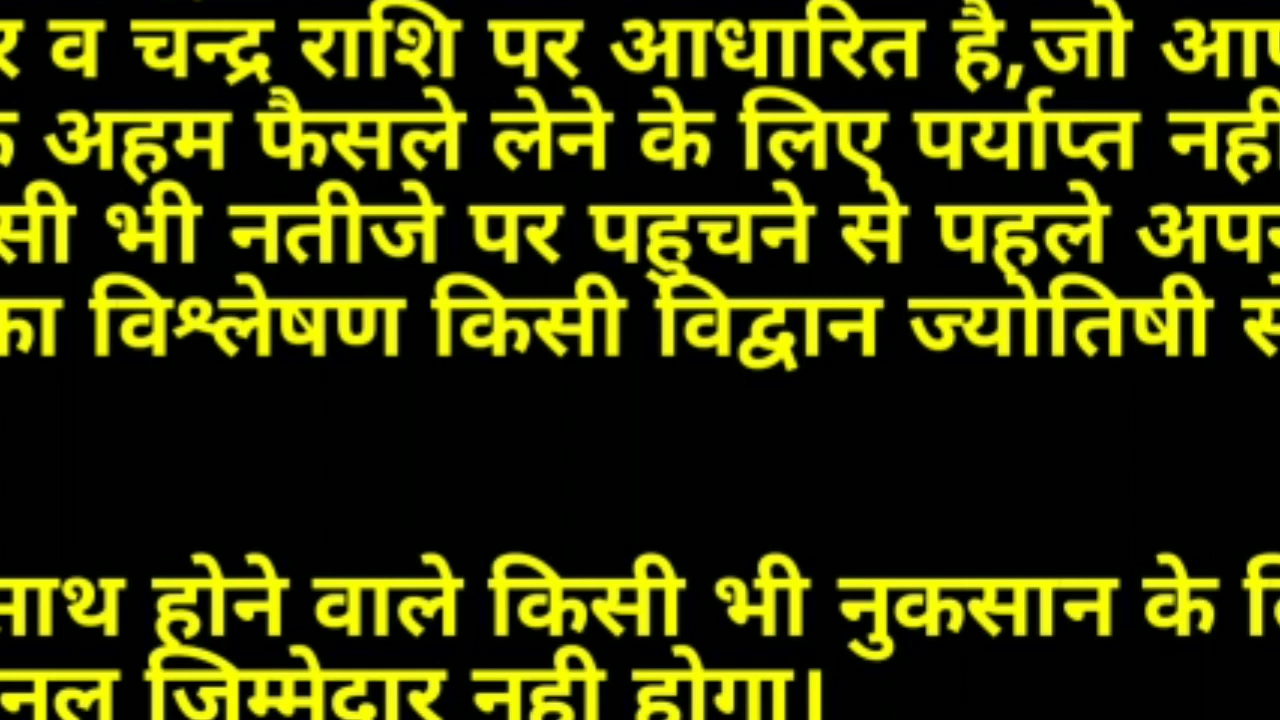 व चन्द्र राशि पर आधारित है,जो
अहम फैसले लेने के लिए पर्याप्त
भी नतीजे पर पहुचने से पहले
का विश्लेषण किसी विद्वान ज्योतिषी
साथ होने वाले किसी भी नुकसान के
जिम्मेदार नही होगा।